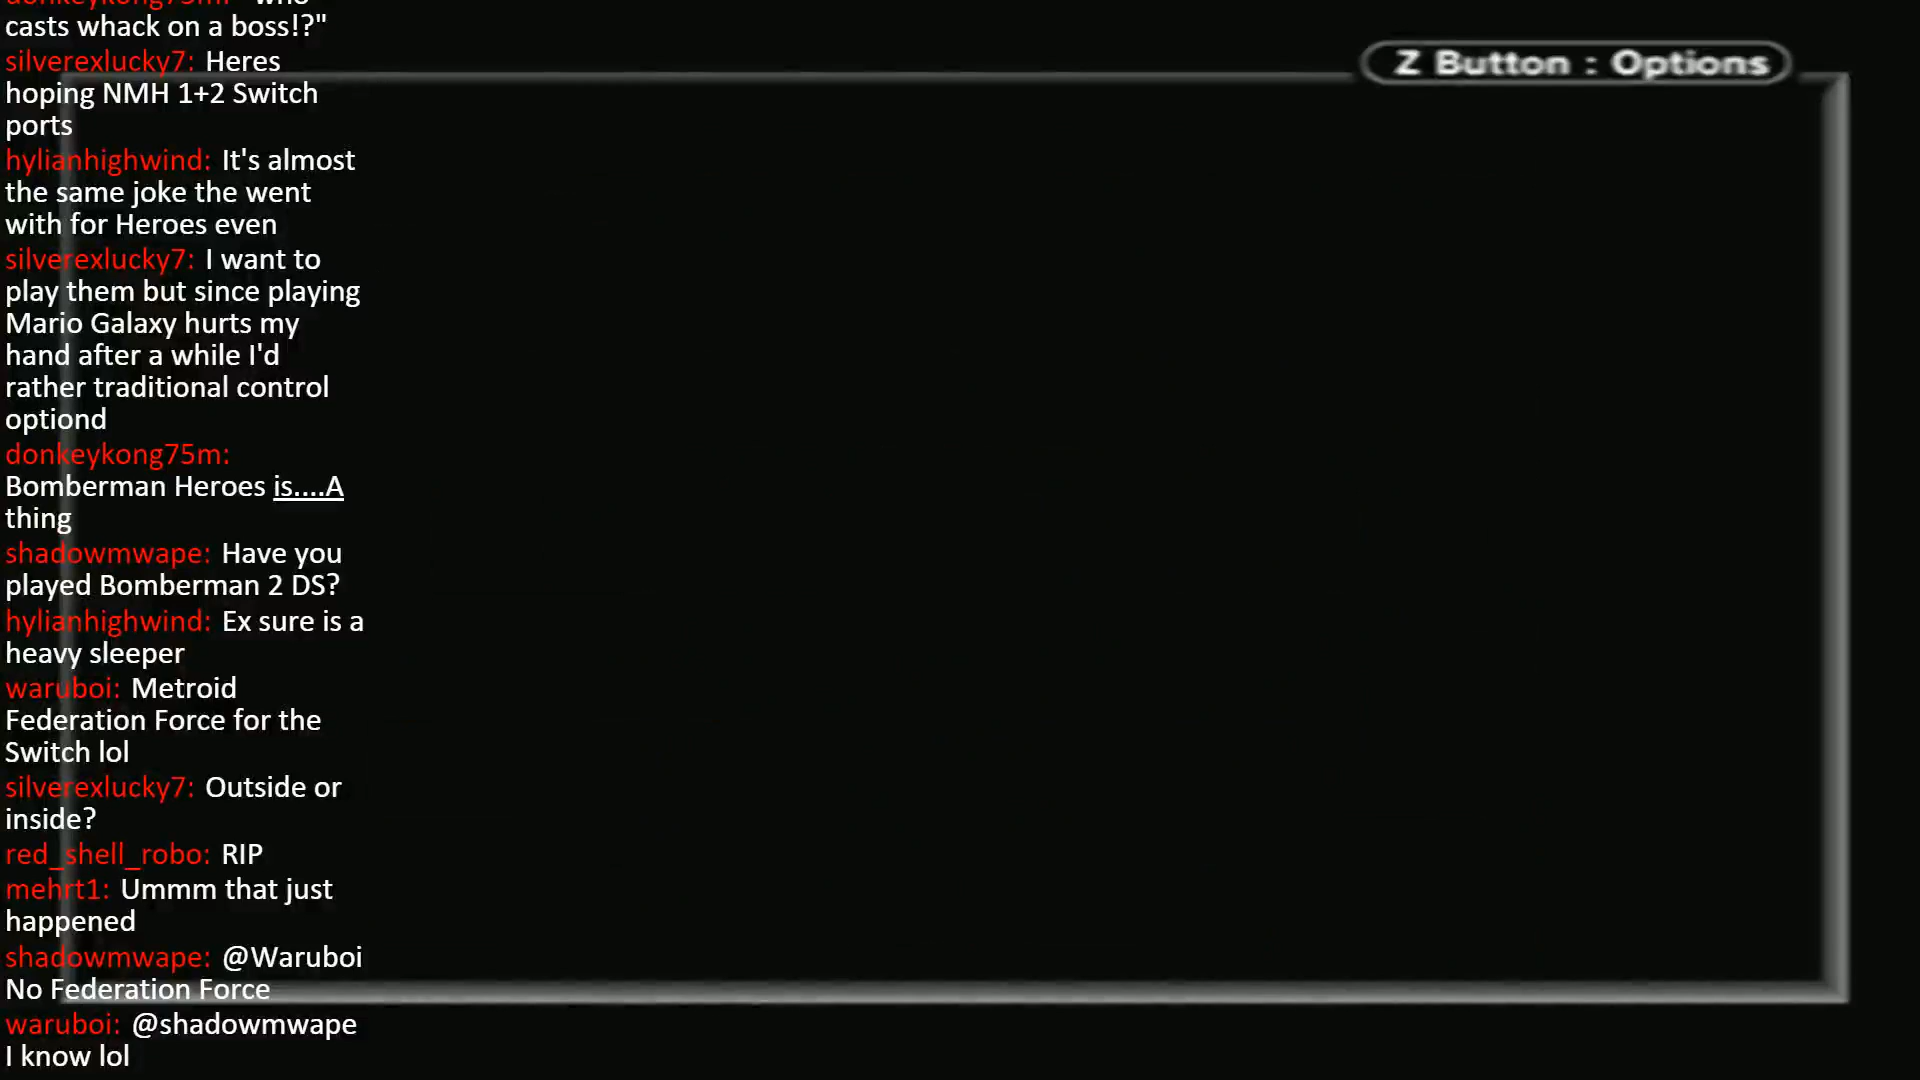 casts whack on a boss!?"
silverexlucky7: Heres
hoping NMH 1+2 Switch
ports
hylianhighwind: It's almost
the same joke the went
with for Heroes even
silverexlucky7: I want to
play them but since playing
Mario Galaxy hurts my
hand after a while I'd
rather traditional control
optiond
donkeykong75m:
Bomberman Heroes is....A
thing
shadowmwape: Have you
played Bomberman 2 DS?
hylianhighwind: Ex sure is a
heavy sleeper
waruboi: Metroid
Federation Force for the
Switch lol
silverexlucky7: Outside or
inside?
red_shell_robo: RIP
mehrt1: Ummm that just
happened
shadowmwape: @Waruboi
No Federation Force
waruboi: @shadowmwape
I know lol
Z Button : Options